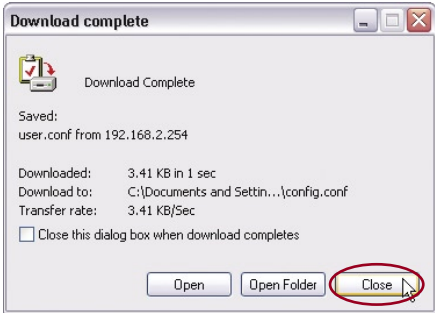 Download complete
Download Complete
Saved:
user.conf from 192.168.2.254
Downloaded: 3.41 KB in 1 sec
Download to: C:\Documents and Settin...\config.conf
Transfer rate: 3.41 KB/Sec
Close this dialog box when download completes
Open Open Folder Close